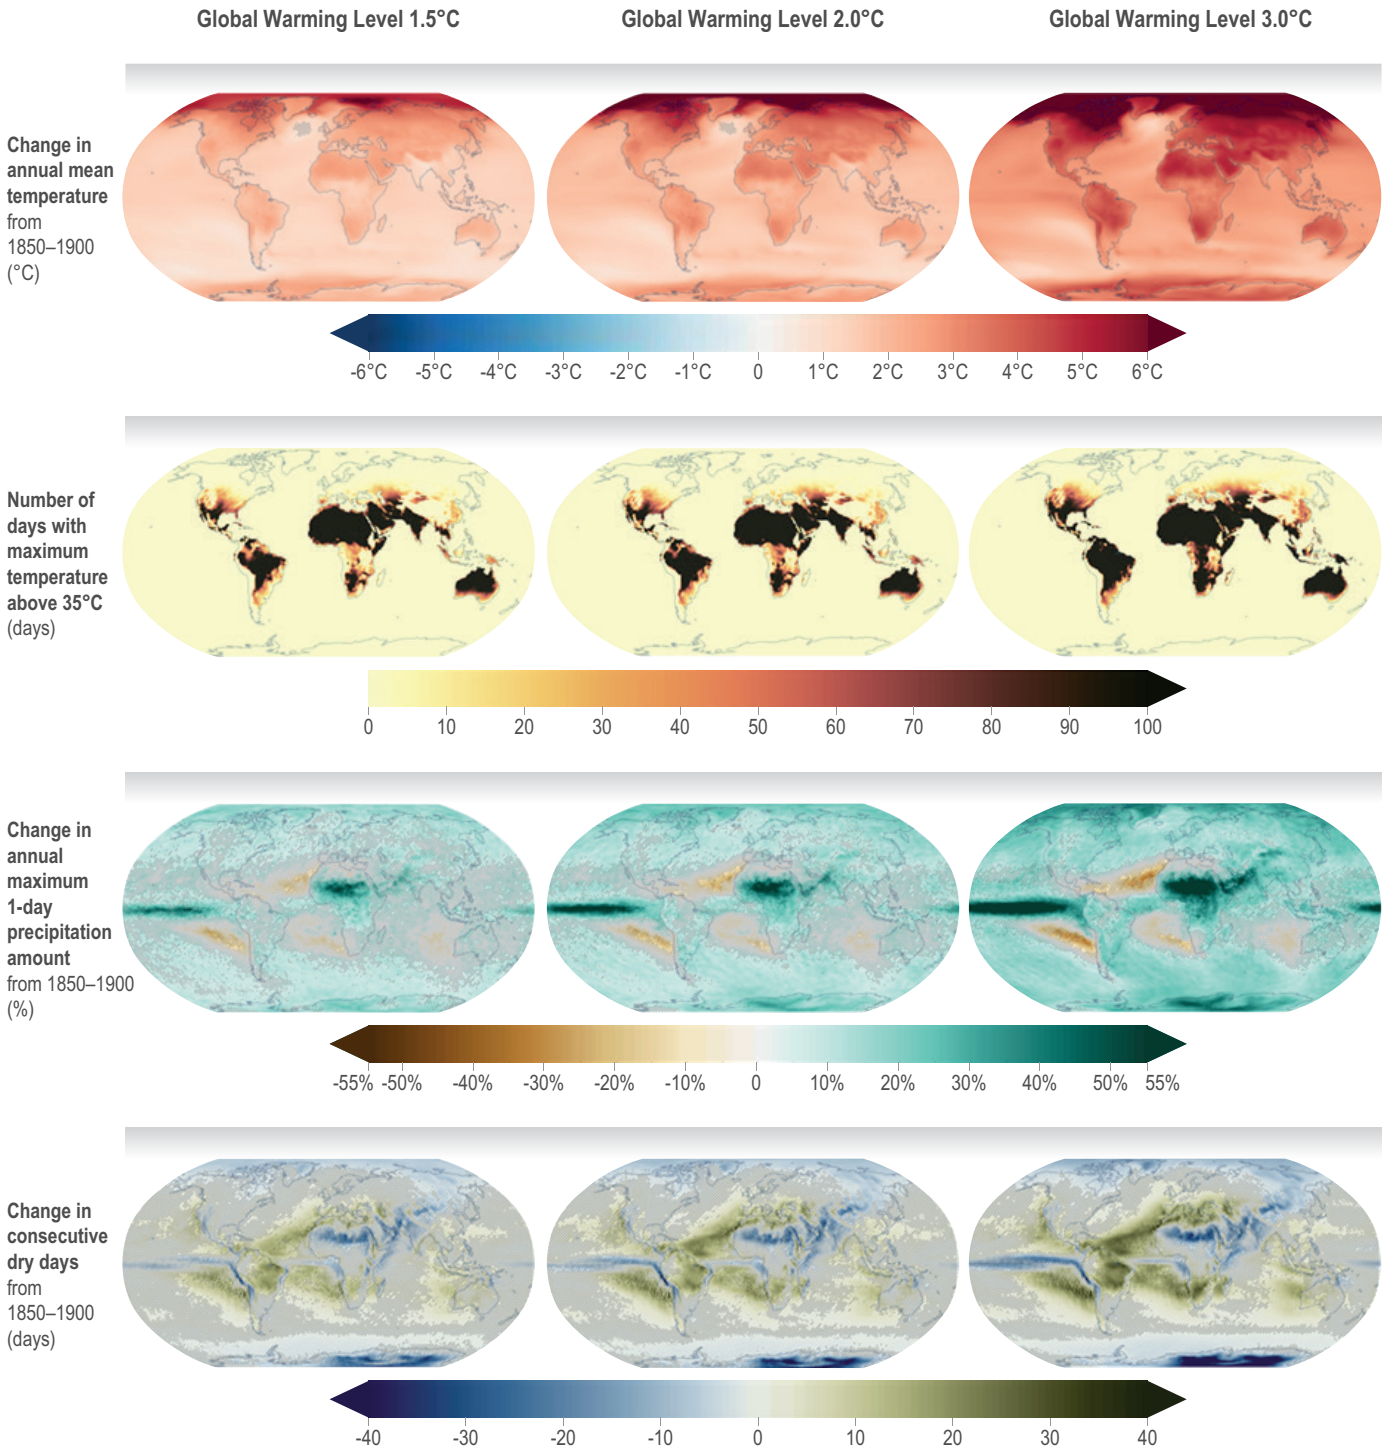 Global Warming Level 1.5°C
Global Warming Level 2.0°C
Global Warming Level 3.0°C
Change in
annual mean
temperature
from
1850–1900
(°C)
-6°C -5°C -4°C -3°C -2°C -1°C 0 1°C 2°C 3°C 4°C 5°C 6°C
Number of
days with
maximum
temperature
above 35°C
(days)
0 10 20 30 40 50 60 70 80 90 100
Change in
annual
maximum
1-day
precipitation
amount
from 1850–1900
(%)
-55% -50% -40% -30% -20% -10% 0 10% 20% 30% 40% 50% 55%
Change in
consecutive
dry days
from
1850–1900
(days)
-40 -30 -20 -10 0 10 20 30 40